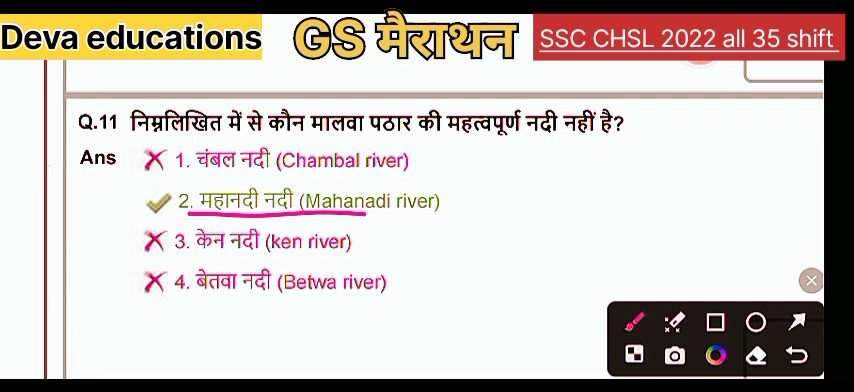 Deva educations GS मैराथन SSC CHSL 2022 all 35 shift
Q.11 निम्नलिखित में से कौन मालवा पठार की महत्वपूर्ण नदी नहीं है?
Ans 1. चंबल नदी (Chambal river)
2. महानदी नदी (Mahanadi river)
3. केन नदी (ken river)
4. बेतवा नदी (Betwa river)